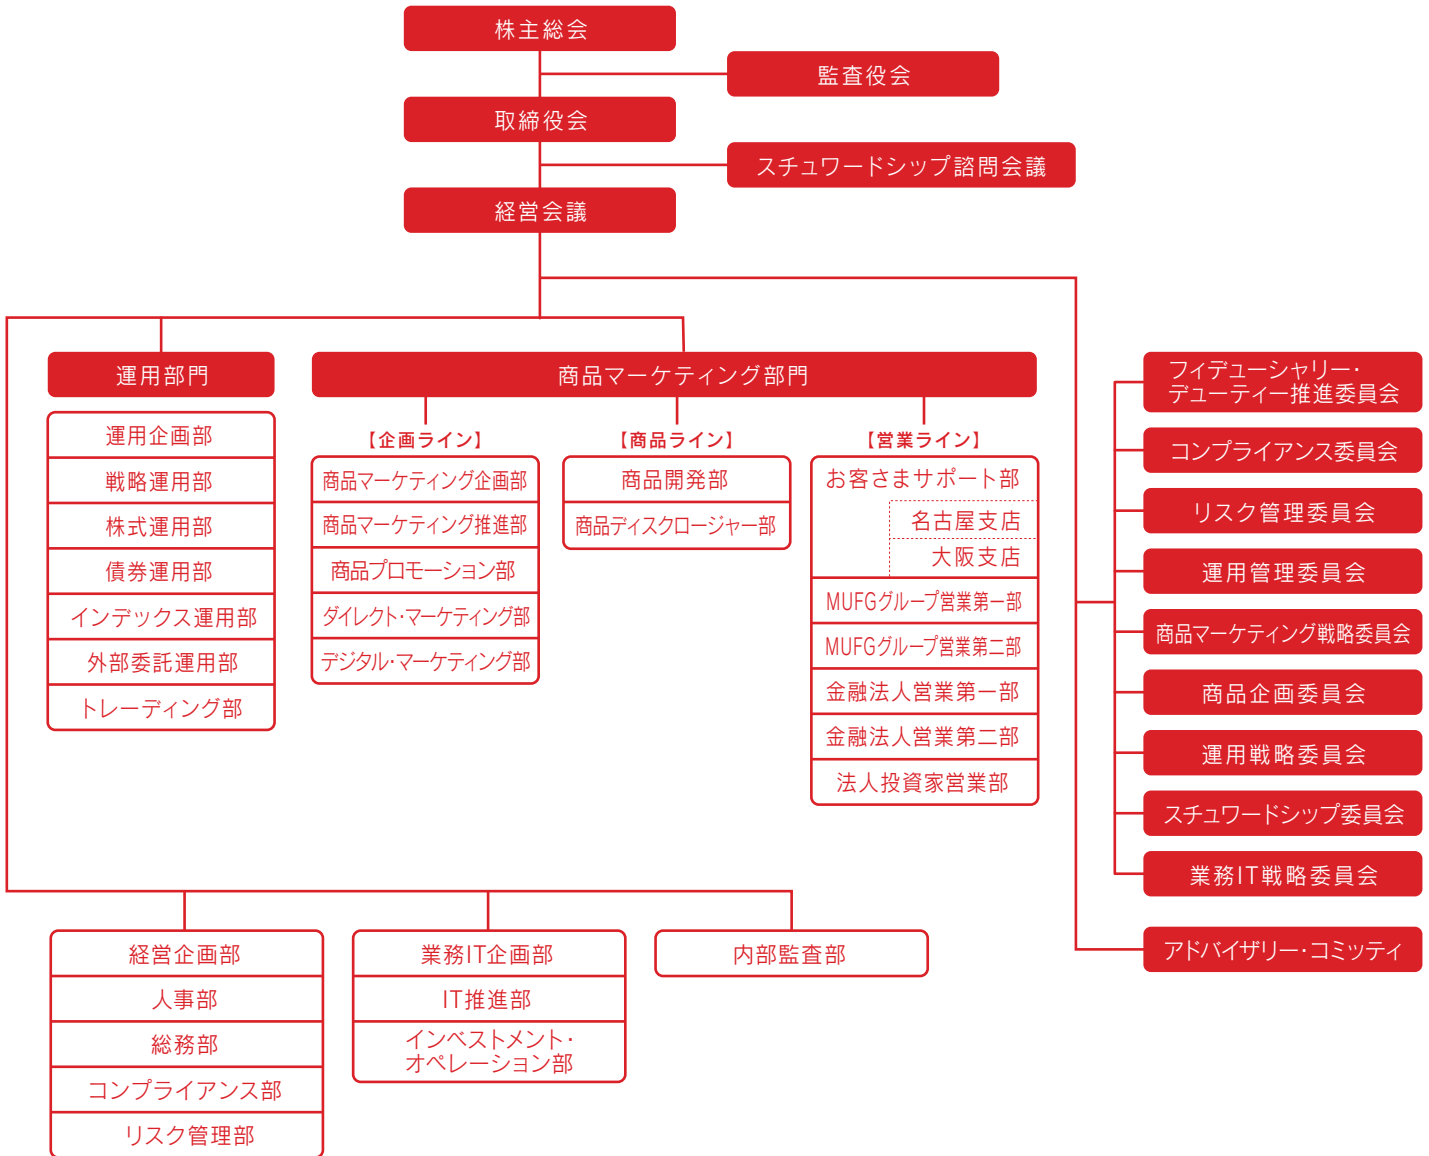 株主総会
監査役会
取締役会
スチュワードシップ諮問会議
経営会議
運用部門
運用企画部
戦略運用部
株式運用部
債券運用部
インデックス運用部
外部委託運用部
トレーディング部
商品マーケティング部門
【企画ライン】
商品マーケティング企画部
商品マーケティング推進部
商品プロモーション部
ダイレクト・マーケティング部
デジタル・マーケティング部
【商品ライン】
商品開発部
商品ディスクロージャー部
【営業ライン】
お客さまサポート部
名古屋支店
大阪支店
MUFGグループ営業第一部
MUFGグループ営業第二部
金融法人営業第一部
金融法人営業第二部
法人投資家営業部
フィデューシャリー・
デューティー推進委員会
コンプライアンス委員会
リスク管理委員会
運用管理委員会
商品マーケティング戦略委員会
商品企画委員会
運用戦略委員会
スチュワードシップ委員会
業務IT戦略委員会
アドバイザリー・コミッティ
経営企画部
人事部
総務部
コンプライアンス部
リスク管理部
業務IT企画部
IT推進部
インベストメント・
オペレーション部
内部監査部